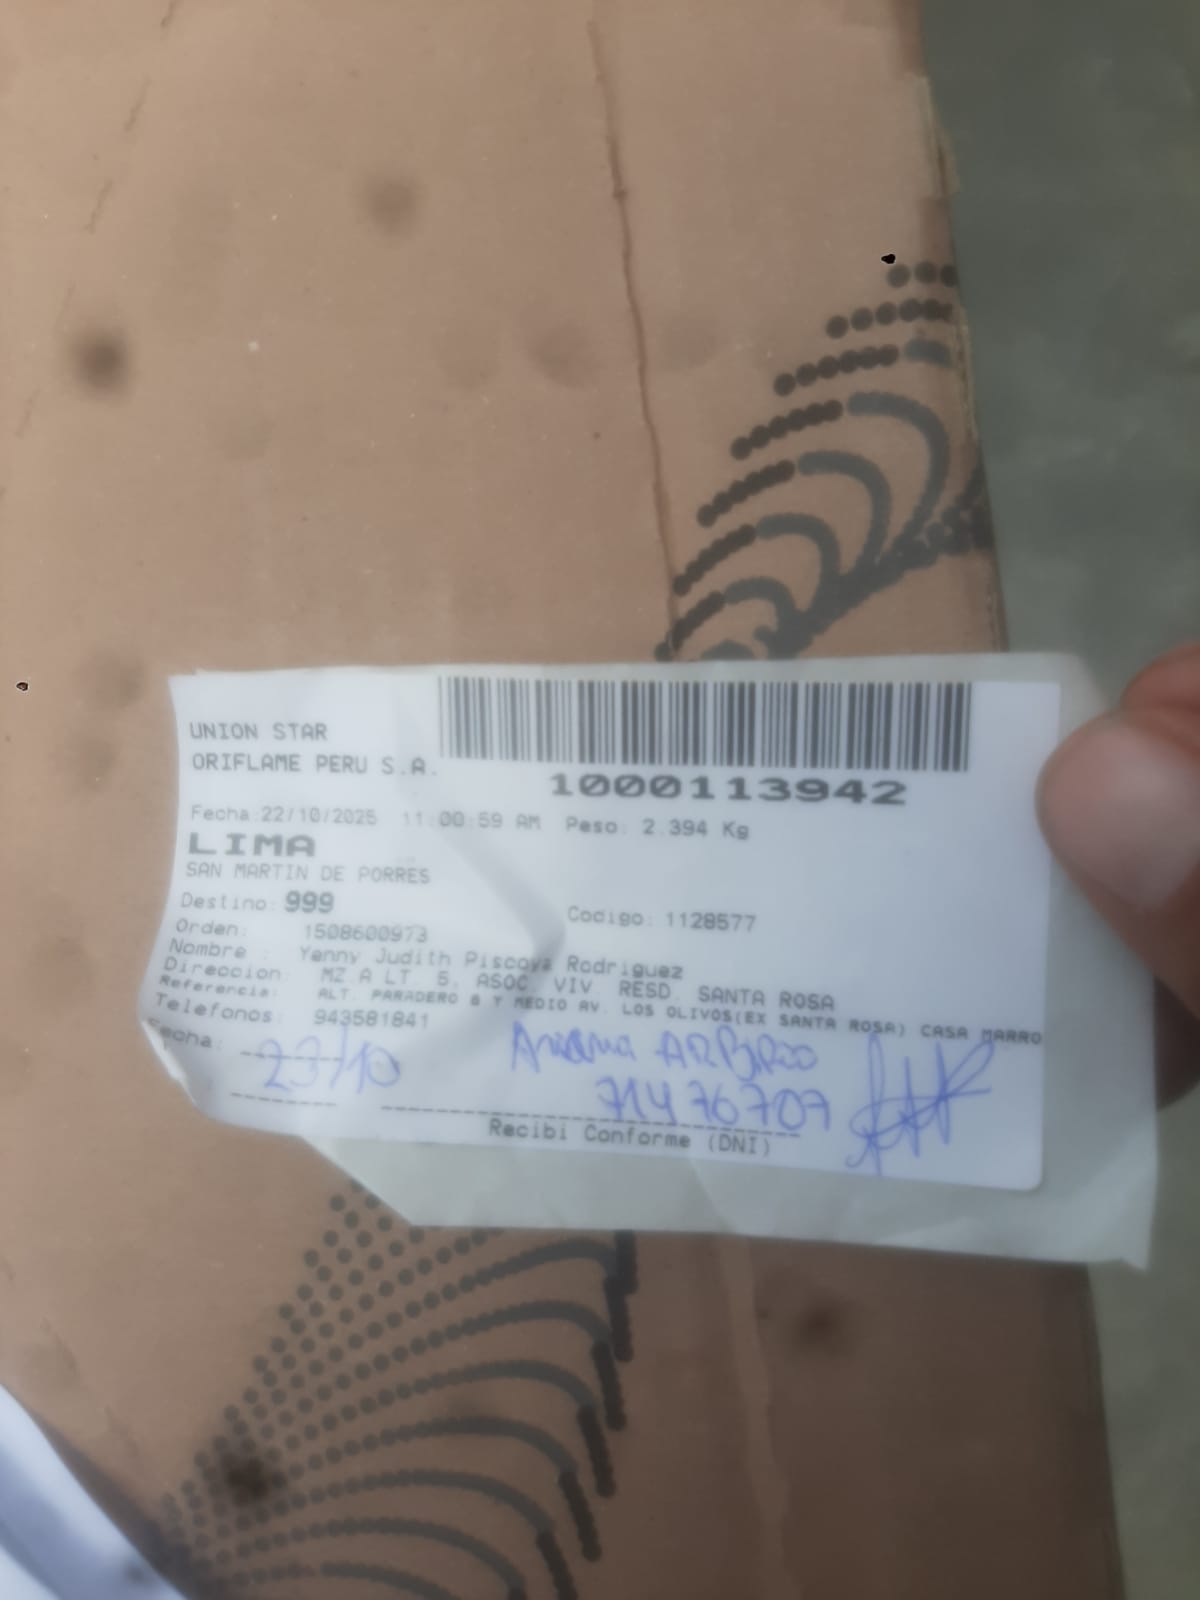 UNION STAR
ORIFLAME PERU S.A.
1000113942
Fecha:22/10/2025 11:00:59 AM Peso: 2.394 Kg
LIMA
SAN MARTIN DE PORRES
Destino: 999 Codigo: 1128577
Orden: 1508600973
Nombre : Yanny Judith Piscoya Rodriguez
Direccion: MZ.A LT. 5, ASOC. VIV. RESD. SANTA ROSA
Referencia: ALT. PARADERO 6 Y MEDIO AV. LOS OLIVOS(EX SANTA ROSA) CASA MARRO
Telefonos: 943581841
Fecha: 23/10
71476707
Recibi Conforme (DNI)